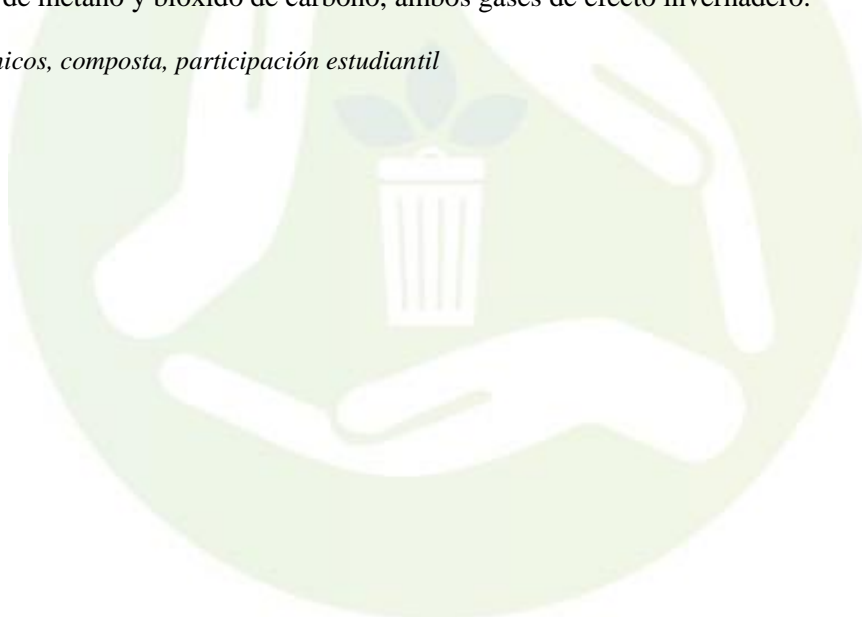 de metano y bióxido de carbono, ambos gases de efecto invernadero.
nicos, composta, participación estudiantil